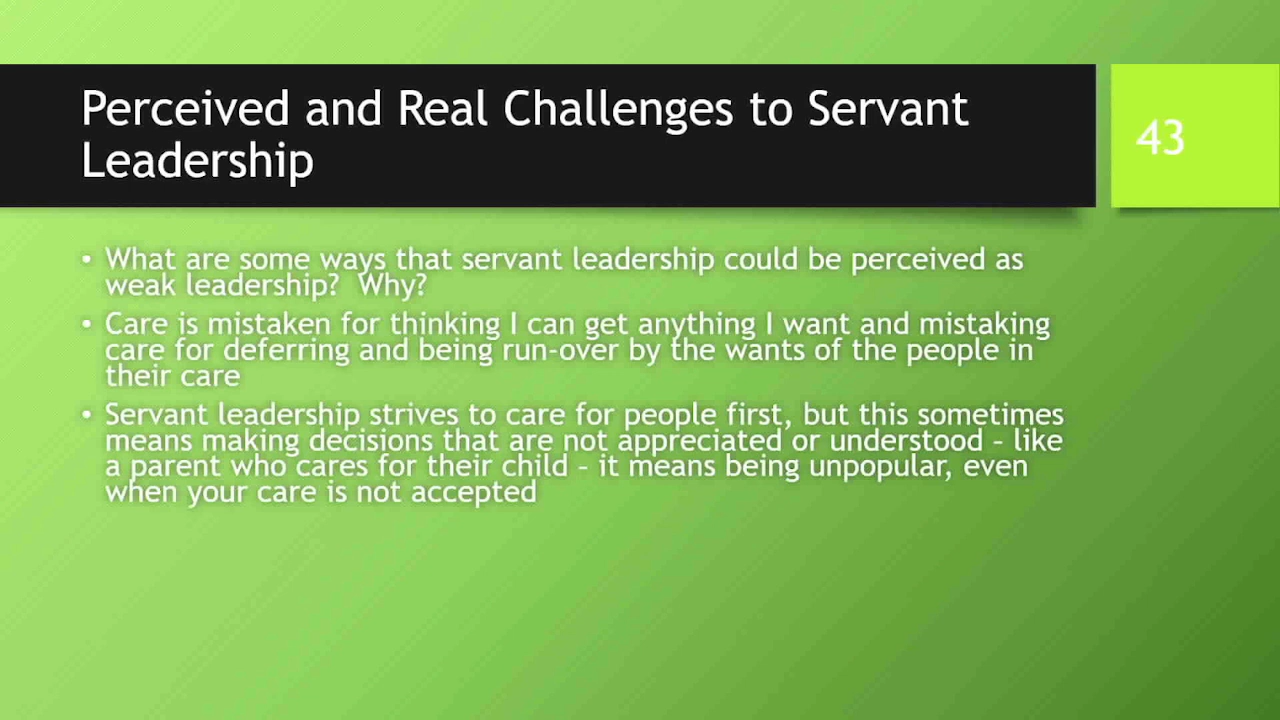 Perceived and Real Challenges to Servant
Leadership
43
• What are some ways that servant leadership could be perceived as
weak leadership?  Why?
• Care is mistaken for thinking I can get anything I want and mistaking
care for deferring and being run-over by the wants of the people in
their care
• Servant leadership strives to care for people first, but this sometimes
means making decisions that are not appreciated or understood – like
a parent who cares for their child – it means being unpopular, even
when your care is not accepted